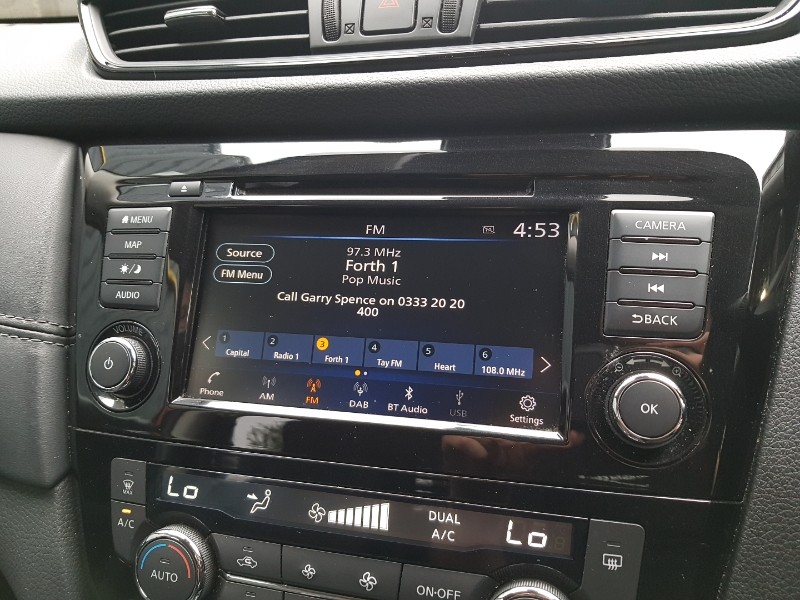 MENU
MAP
AUDIO
VOLUME
FM
4:53
Source
FM Menu
97.3 MHz
Forth 1
Pop Music
Call Garry Spence on 0333 20 20
400
1 Capital
2 Radio 1
3 Forth 1
4 Tay FM
5 Heart
6 108.0 MHz
Phone
AM
FM
DAB
BT Audio
USB
Settings
CAMERA
BACK
OK
MAX
A/C
Lo
DUAL
A/C
Lo
AUTO
ON·OFF